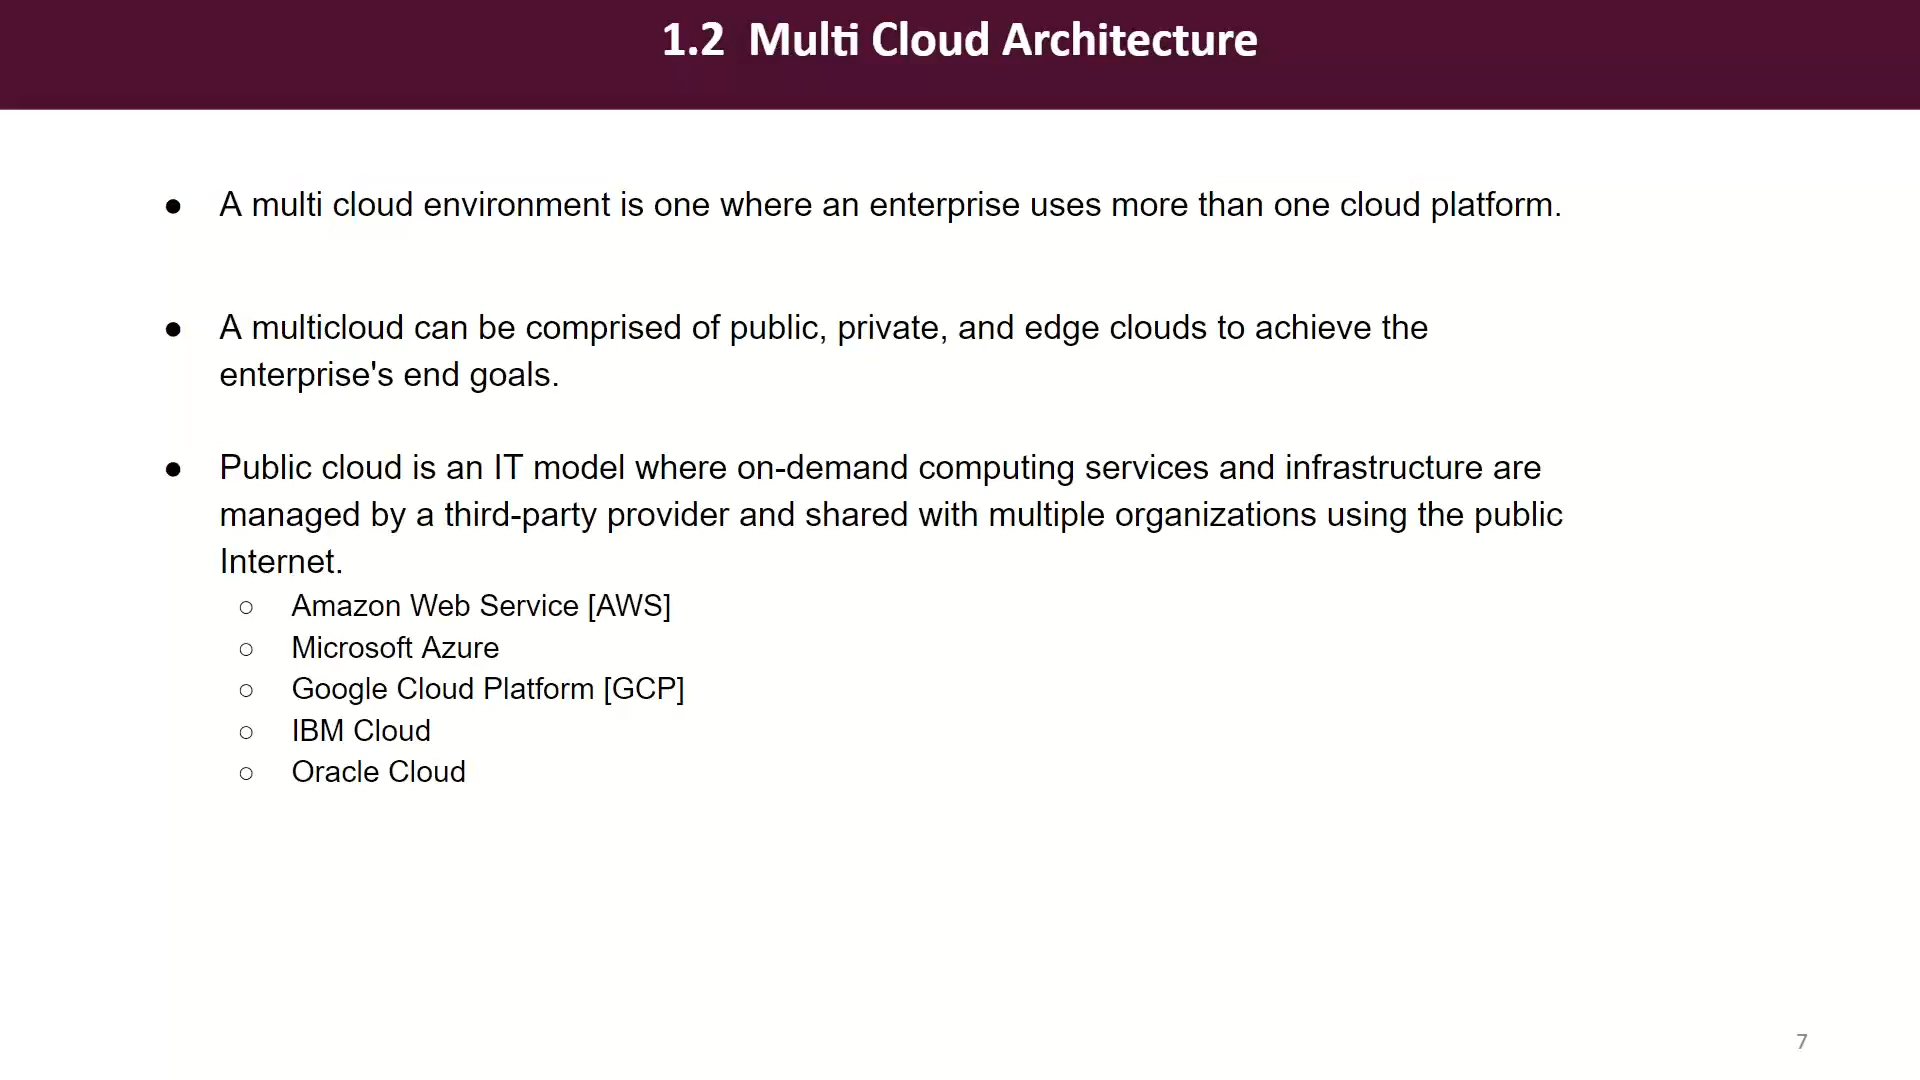 1.2 Multi Cloud Architecture
● A multi cloud environment is one where an enterprise uses more than one cloud platform.
● A multicloud can be comprised of public, private, and edge clouds to achieve the
enterprise's end goals.
● Public cloud is an IT model where on-demand computing services and infrastructure are
managed by a third-party provider and shared with multiple organizations using the public
Internet.
○ Amazon Web Service [AWS]
○ Microsoft Azure
○ Google Cloud Platform [GCP]
○ IBM Cloud
○ Oracle Cloud
7